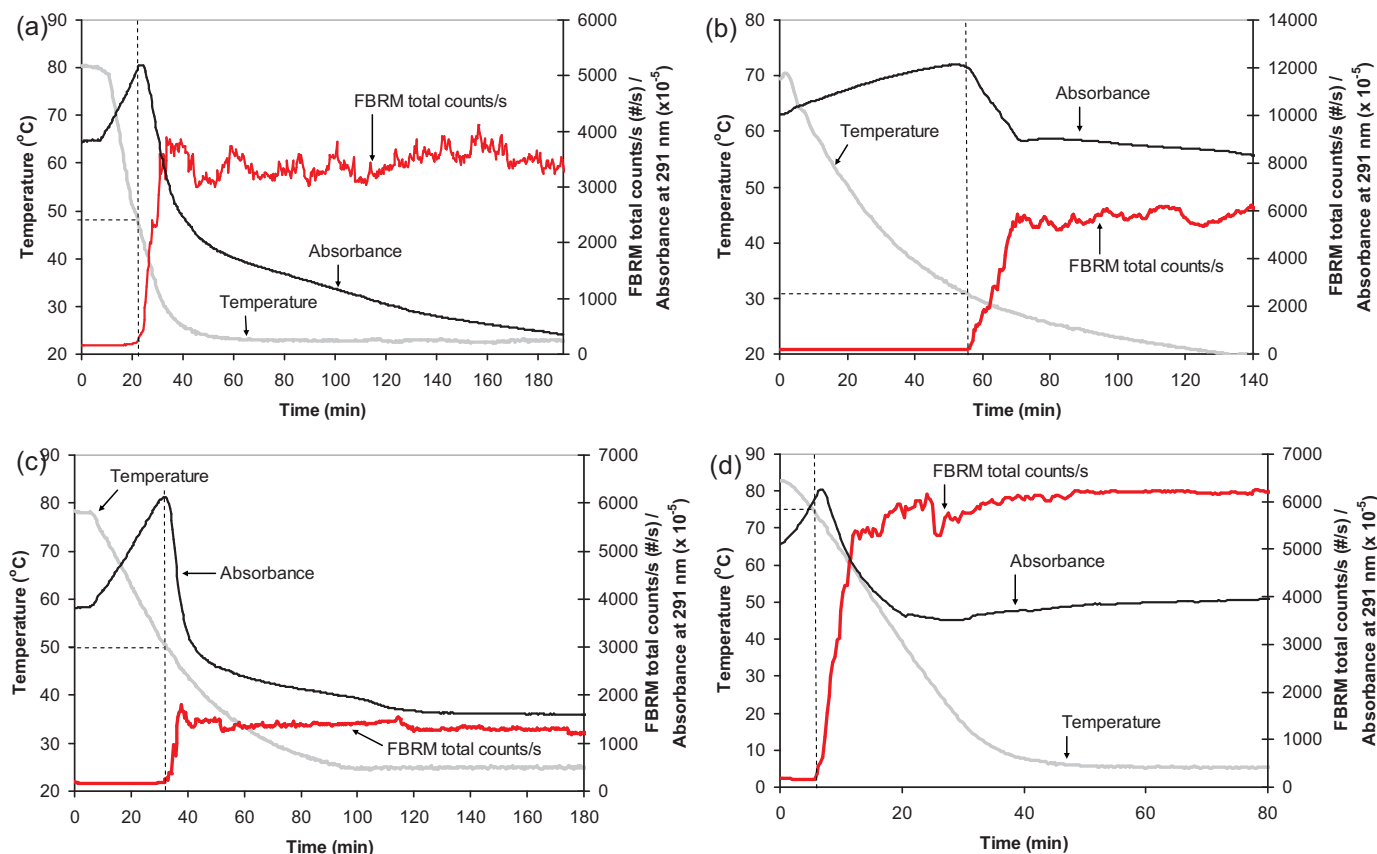 (a)
90
80
70
60
50
40
30
20
Temperature (°C)
6000
5000
4000
3000
2000
1000
0
FBRM total counts/s (#/s) /
Absorbance at 291 nm (x10⁻⁵)
FBRM total counts/s
Absorbance
Temperature
0 20 40 60 80 100 120 140 160 180
Time (min)
(b)
80
70
60
50
40
30
20
Temperature (°C)
14000
12000
10000
8000
6000
4000
2000
0
FBRM total counts/s (#/s) /
Absorbance at 291 nm (x 10⁻⁵)
Absorbance
Temperature
FBRM total counts/s
0 20 40 60 80 100 120 140
Time (min)
(c)
90
80
70
60
50
40
30
20
Temperature (°C)
7000
6000
5000
4000
3000
2000
1000
0
FBRM total counts/s (#/s) /
Absorbance at 291 nm (x 10⁻⁵)
Temperature
Absorbance
FBRM total counts/s
0 20 40 60 80 100 120 140 160 180
Time (min)
(d)
90
80
70
60
50
40
30
20
10
0
Temperature (°C)
7000
6000
5000
4000
3000
2000
1000
0
FBRM total counts/s (#/s) /
Absorbance at 291 nm (x 10⁻⁵)
FBRM total counts/s
Absorbance
Temperature
0 20 40 60 80
Time (min)